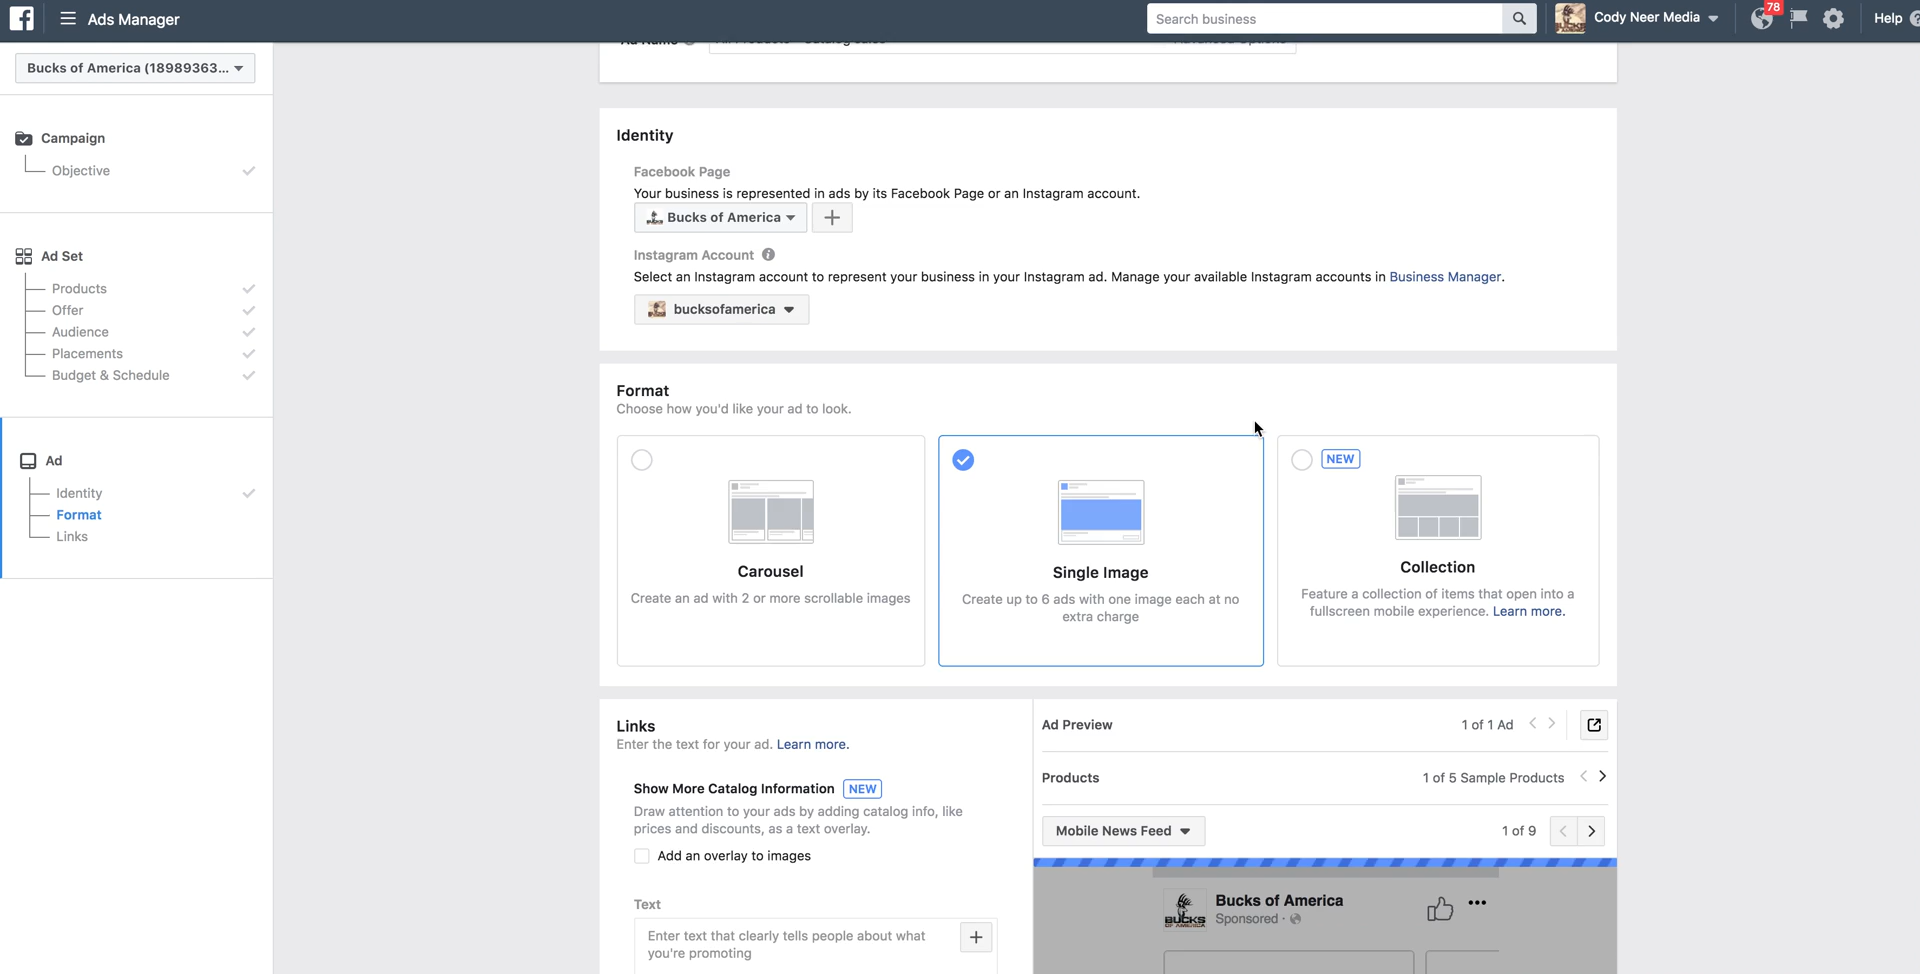 Ads Manager
Search business
Cody Neer Media
78
Help
Bucks of America (18989363...
Campaign
Objective
Ad Set
Products
Offer
Audience
Placements
Budget & Schedule
Ad
Identity
Format
Links
Identity
Facebook Page
Your business is represented in ads by its Facebook Page or an Instagram account.
Bucks of America
Instagram Account
Select an Instagram account to represent your business in your Instagram ad. Manage your available Instagram accounts in Business Manager.
bucksofamerica
Format
Choose how you'd like your ad to look.
Carousel
Create an ad with 2 or more scrollable images
Single Image
Create up to 6 ads with one image each at no
extra charge
NEW
Collection
Feature a collection of items that open into a
fullscreen mobile experience. Learn more.
Links
Enter the text for your ad. Learn more.
Show More Catalog Information NEW
Draw attention to your ads by adding catalog info, like
prices and discounts, as a text overlay.
Add an overlay to images
Text
Enter text that clearly tells people about what
you're promoting
Ad Preview
1 of 1 Ad
Products
1 of 5 Sample Products
Mobile News Feed
1 of 9
BUCKS
OF AMERICA
Bucks of America
Sponsored ·